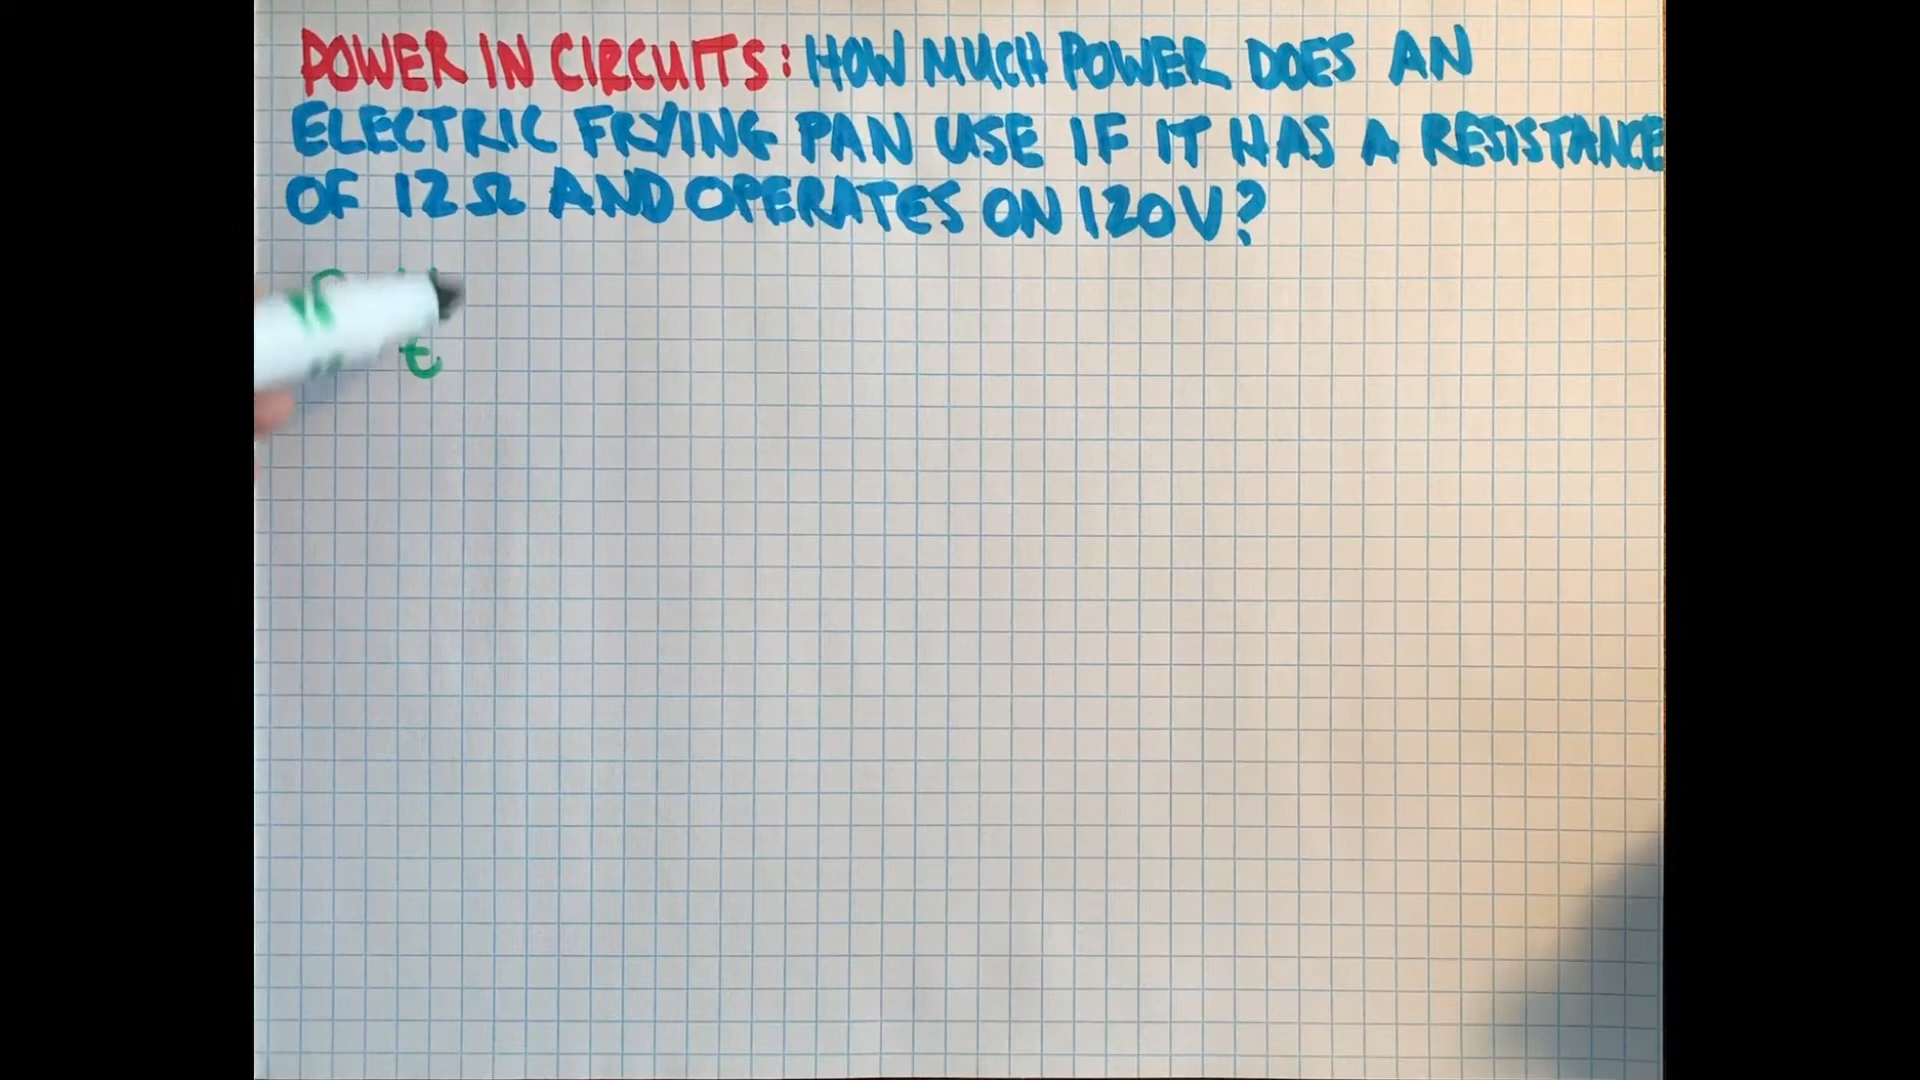 POWER IN CIRCUITS: HOW MUCH POWER DOES AN
ELECTRIC FRYING PAN USE IF IT HAS A RESISTANCE
OF 12Ω AND OPERATES ON 120V?
t